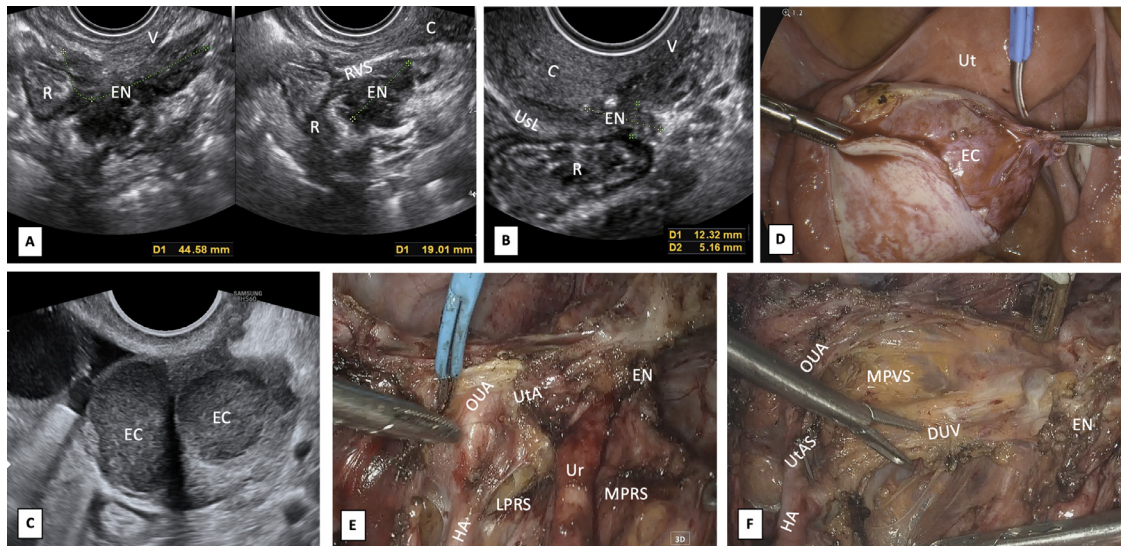 V
C
R
EN
RVS
EN
R
A
D1 44.58 mm
D1 19.01 mm
C
V
EN
UsL
R
B
D1 12.32 mm
D2 5.16 mm
1:2
Ut
EC
D
SAMSUNG
HS60
EC
EC
C
OUA
UtA
EN
Ur
LPRS
MPRS
HA
E
3D
OUA
MPVS
DUV
EN
UtAS
HA
F